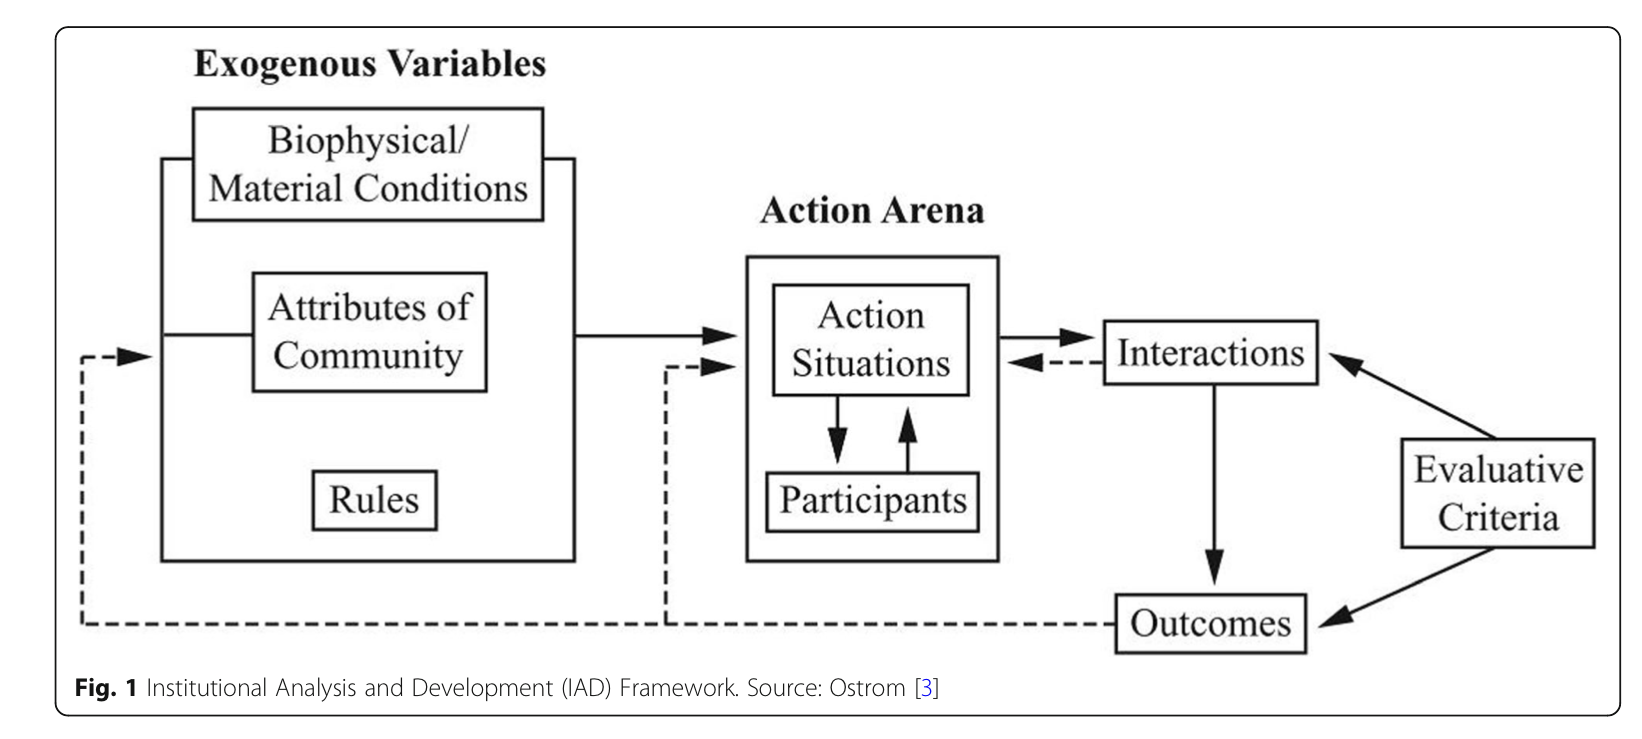 Exogenous Variables
Biophysical/
Material Conditions
Attributes of
Community
Rules
Action Arena
Action
Situations
Participants
Interactions
Evaluative
Criteria
Outcomes
Fig. 1 Institutional Analysis and Development (IAD) Framework. Source: Ostrom [3]